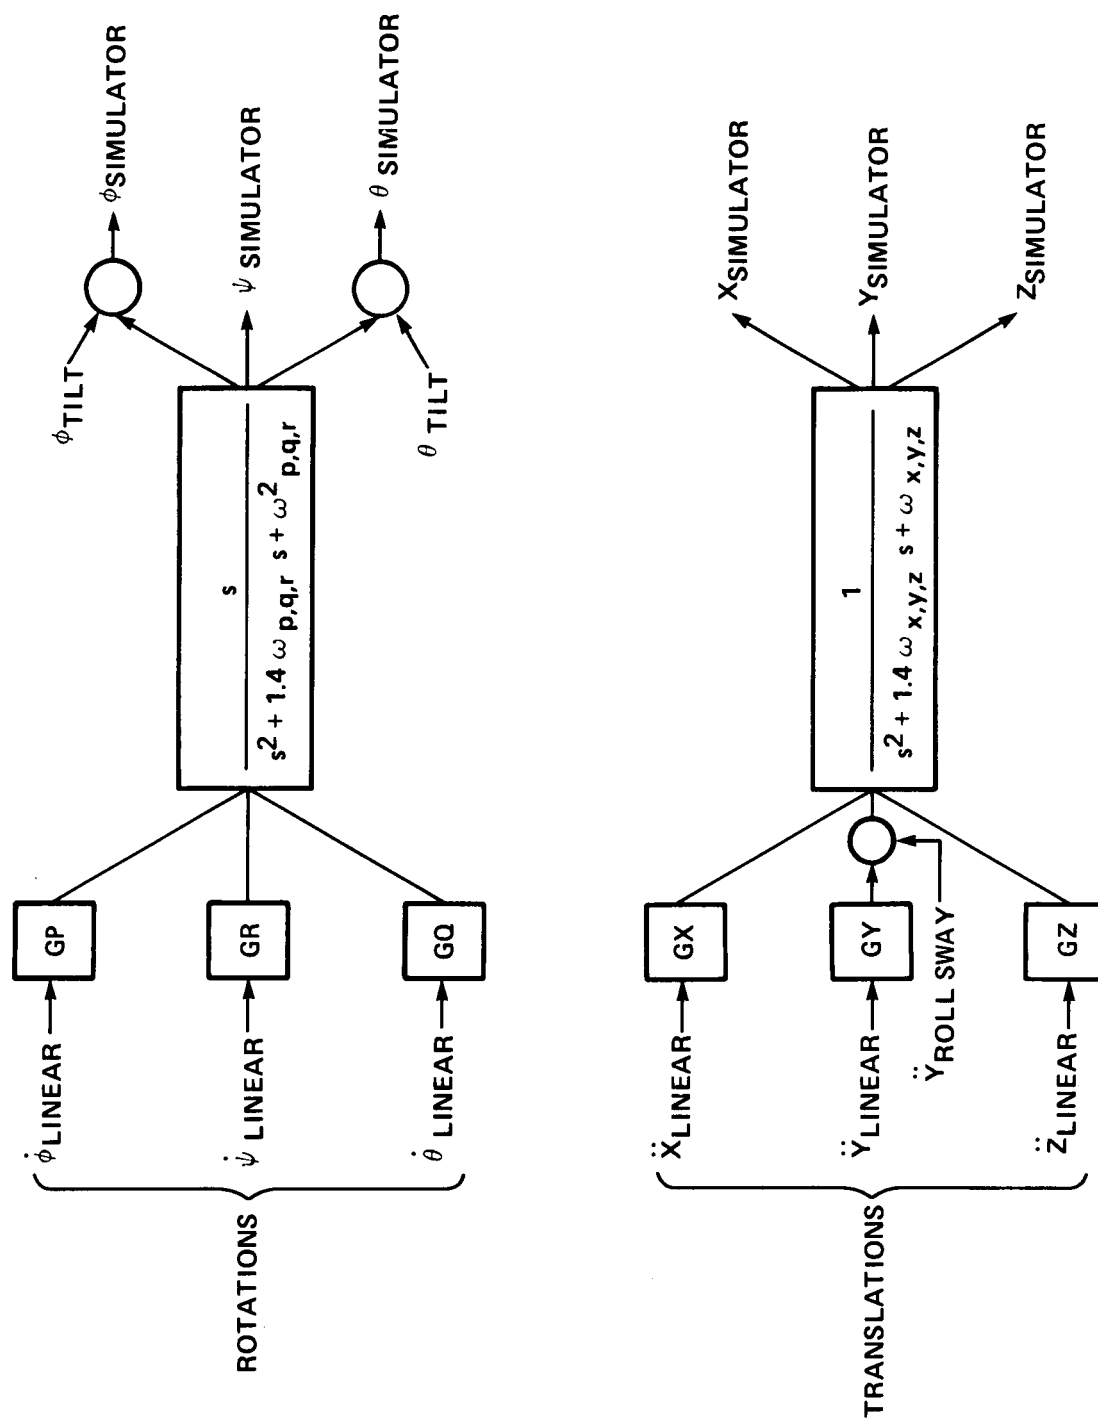 ROTATIONS
φ̇ LINEAR
GP
ψ̇ LINEAR
GR
θ̇ LINEAR
GQ
s
s² + 1.4 ω p,q,r s + ω² p,q,r
φ TILT
φ SIMULATOR
ψ SIMULATOR
θ TILT
θ SIMULATOR
TRANSLATIONS
Ẍ LINEAR
GX
Ÿ LINEAR
GY
Ÿ ROLL SWAY
Z̈ LINEAR
GZ
1
s² + 1.4 ω x,y,z s + ω x,y,z
X SIMULATOR
Y SIMULATOR
Z SIMULATOR